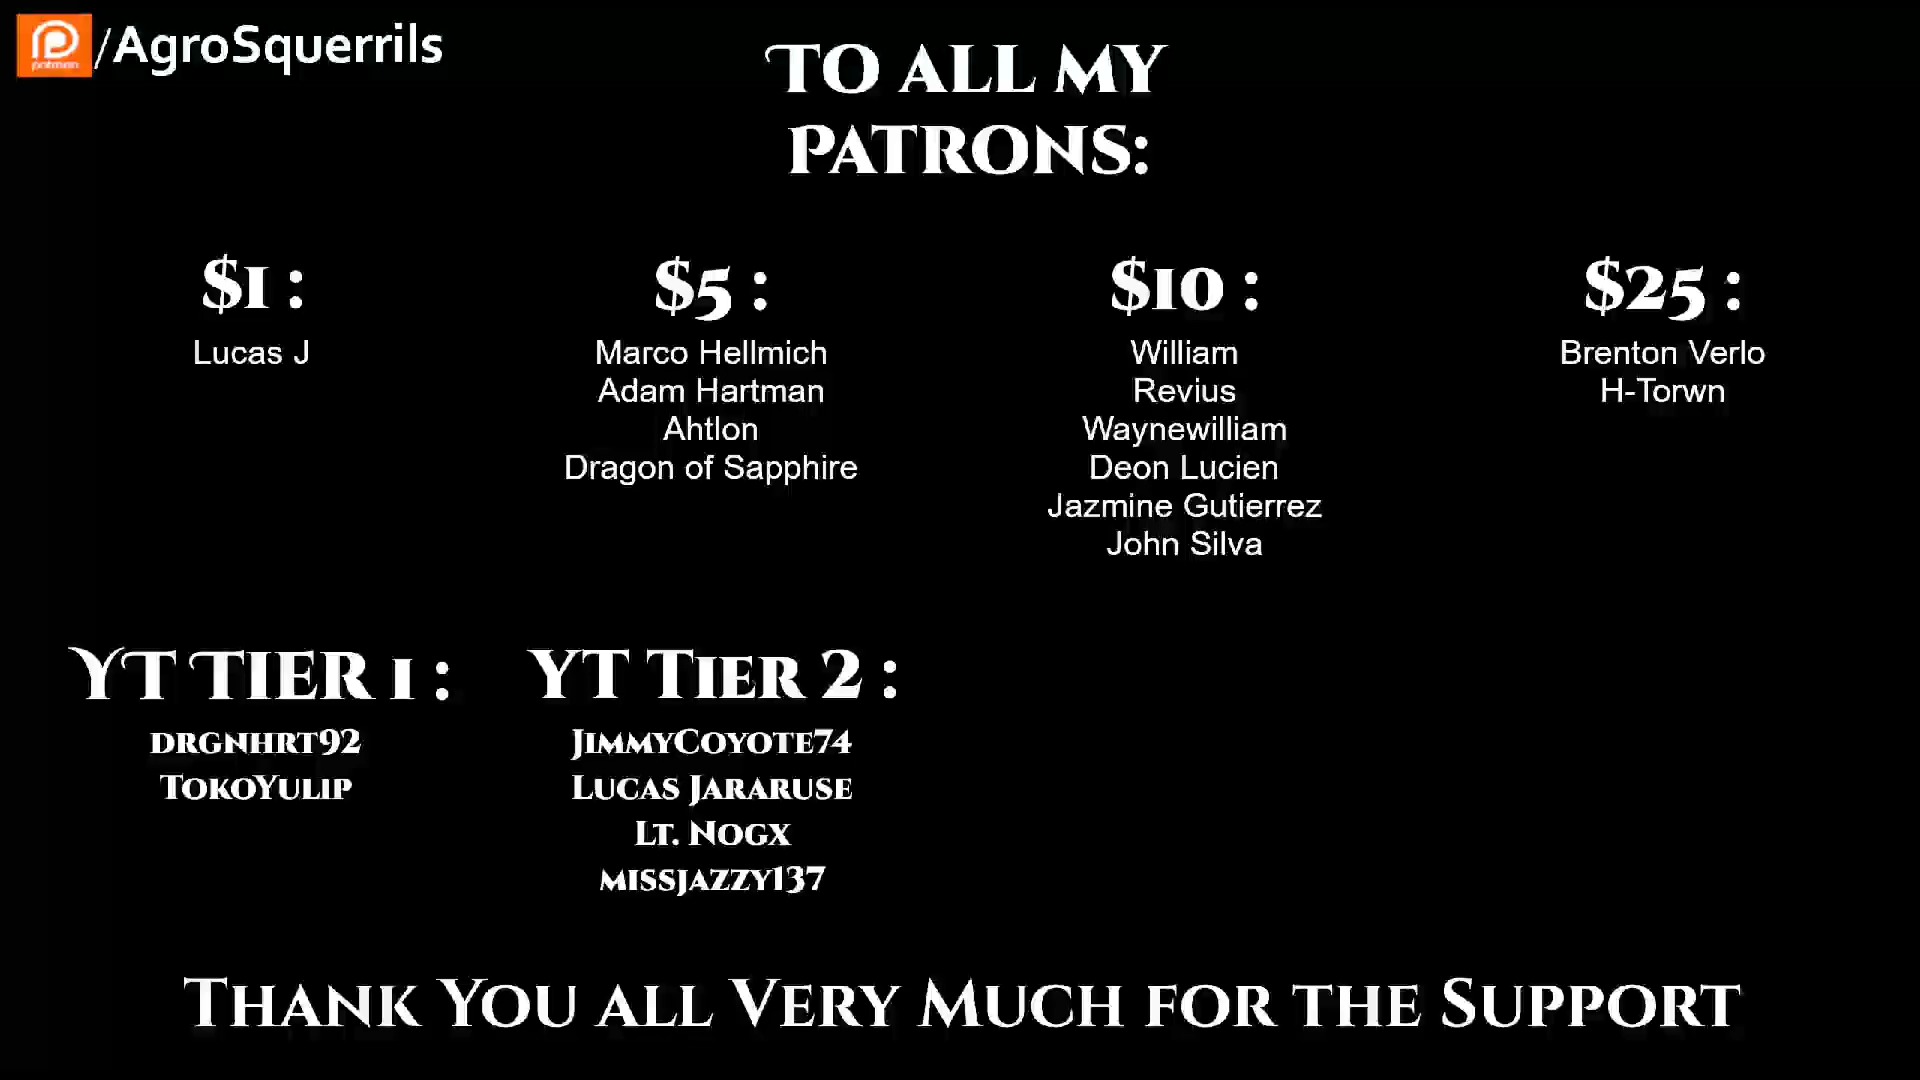 patreon
/AgroSquerrils
To all my
Patrons:
$1 :
Lucas J
$5 :
Marco Hellmich
Adam Hartman
Ahtlon
Dragon of Sapphire
$10 :
William
Revius
Waynewilliam
Deon Lucien
Jazmine Gutierrez
John Silva
$25 :
Brenton Verlo
H-Torwn
YT Tier 1 :
drgnhrt92
TokoYulip
YT Tier 2 :
JimmyCoyote74
Lucas Jararuse
Lt. Nogx
missjazzy137
Thank You all Very Much for the Support